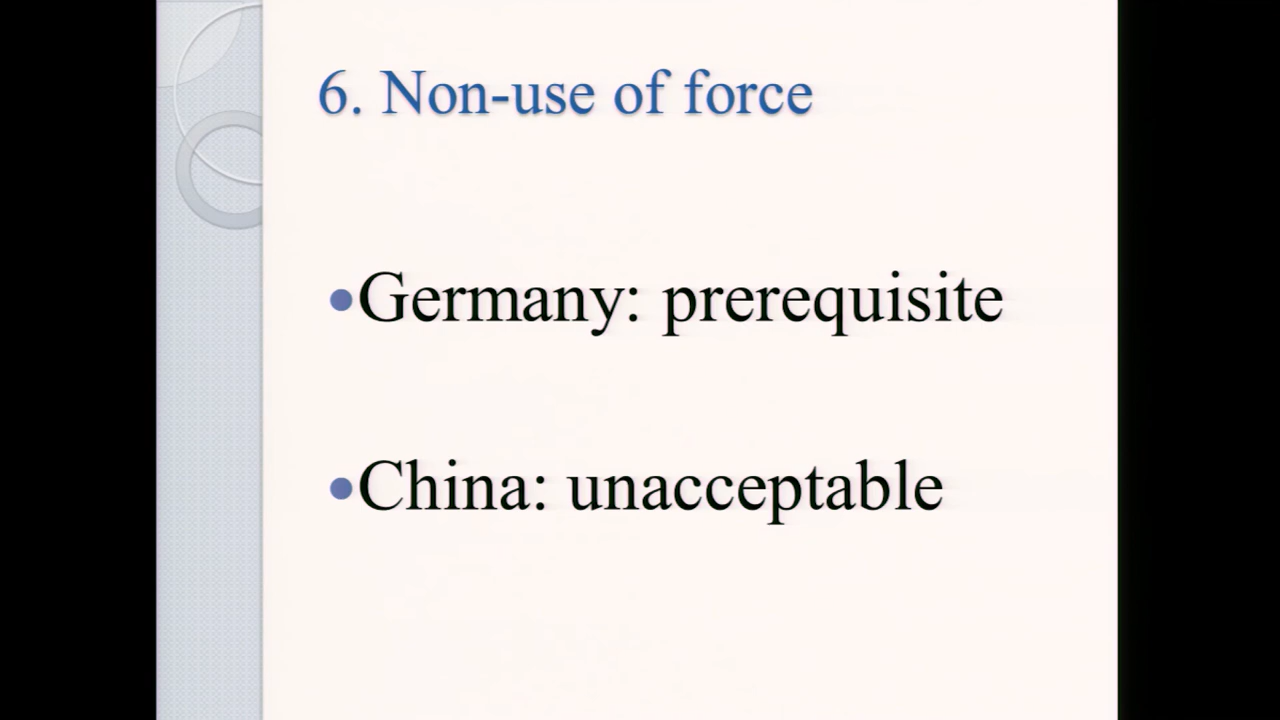 6. Non-use of force
•Germany: prerequisite
•China: unacceptable